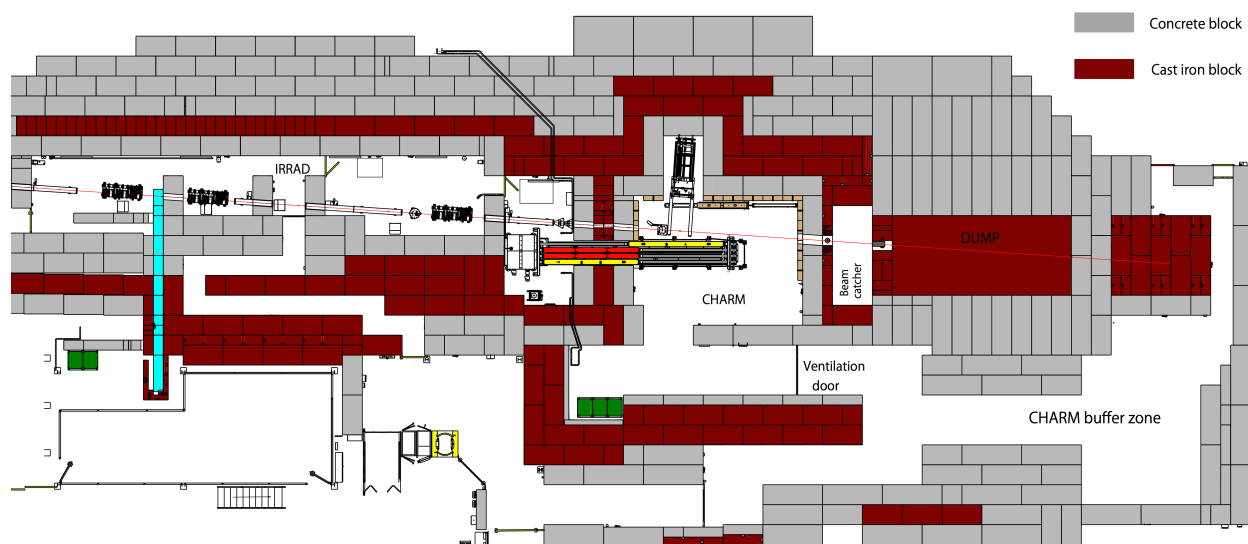 Concrete block
Cast iron block
IRRAD
DUMP
Beam
catcher
CHARM
Ventilation
door
CHARM buffer zone